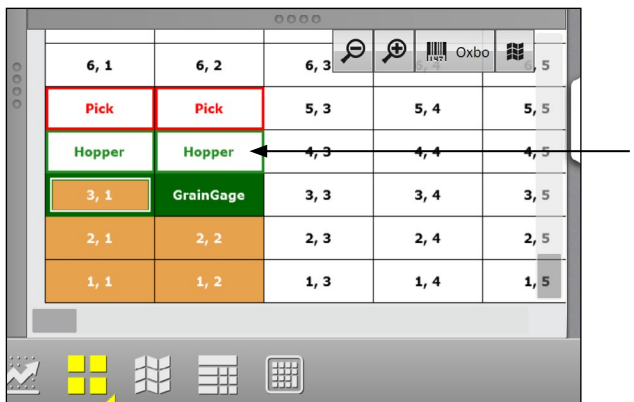 Oxbo
6, 1 6, 2 6, 3 6, 4 6, 5
Pick Pick 5, 3 5, 4 5, 5
Hopper Hopper 4, 3 4, 4 4, 5
3, 1 GrainGage 3, 3 3, 4 3, 5
2, 1 2, 2 2, 3 2, 4 2, 5
1, 1 1, 2 1, 3 1, 4 1, 5